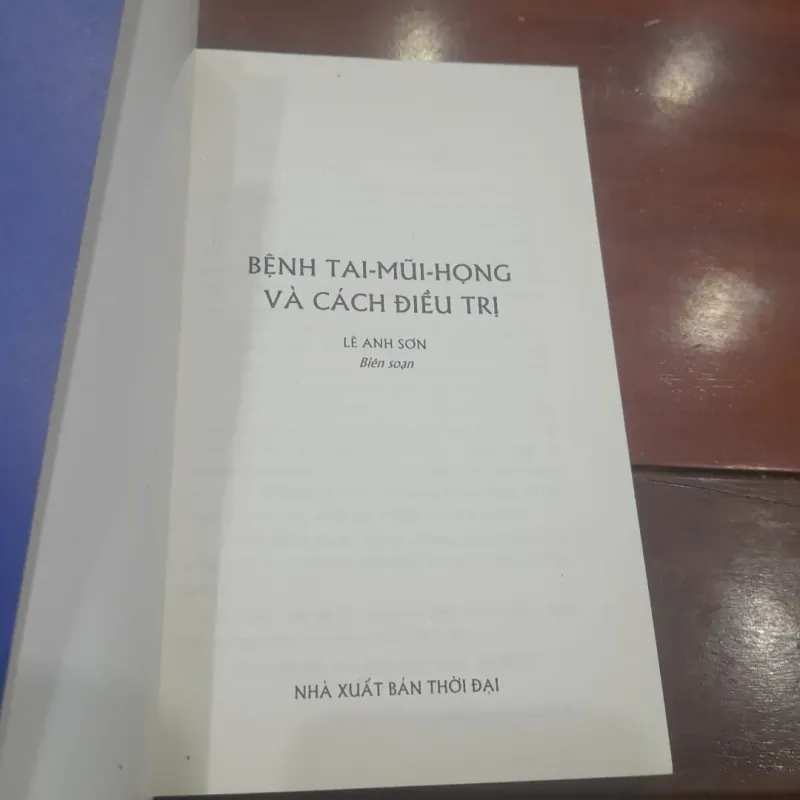 BỆNH TAI-MŨI-HỌNG
VÀ CÁCH ĐIỀU TRỊ
LÊ ANH SƠN
Biên soạn
NHÀ XUẤT BẢN THỜI ĐẠI